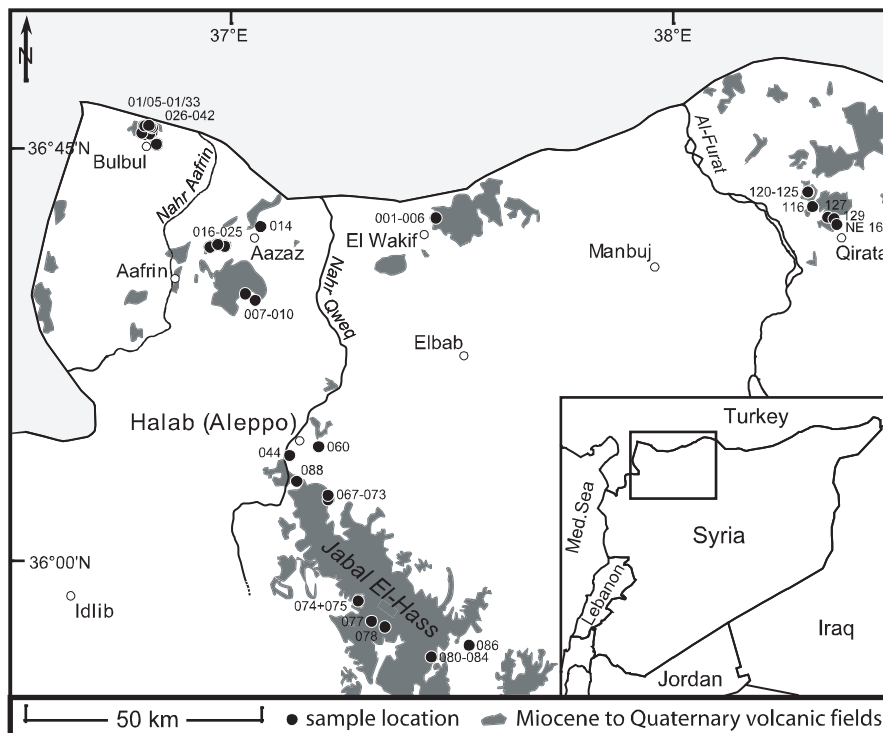 37°E
38°E
N
01/05-01/33
026-042
36°45'N
Bulbul
Nahr Aafrin
Al-Furat
120-125
116
127
129
NE 16
Qirata
014
016-025
Aazaz
001-006
El Wakif
Manbuj
Aafrin
007-010
Nahr Qweq
Elbab
Halab (Aleppo)
060
044
088
067-073
36°00'N
Idlib
Jabal El-Hass
074+075
077
078
086
080-084
Turkey
Med.Sea
Syria
Lebanon
Iraq
Jordan
50 km
sample location
Miocene to Quaternary volcanic fields